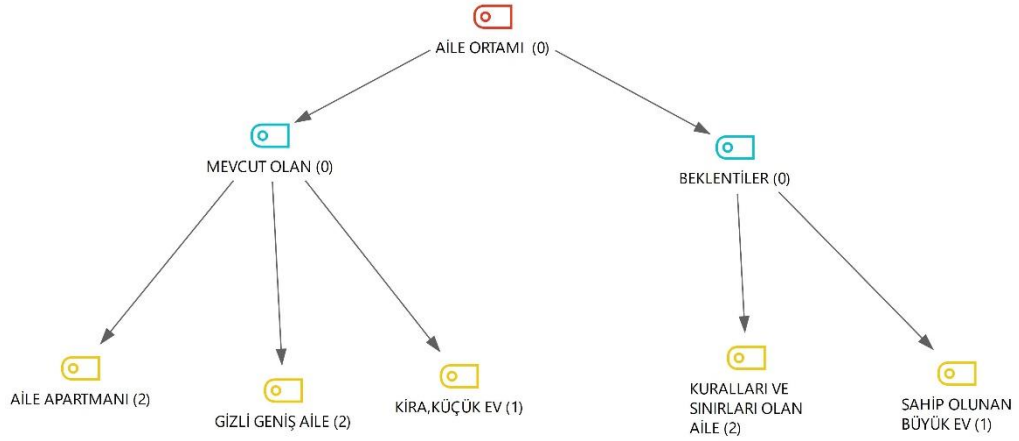 AİLE ORTAMI (0)
MEVCUT OLAN (0)
BEKLENTİLER (0)
AİLE APARTMANI (2)
GİZLİ GENİŞ AİLE (2)
KİRA,KÜÇÜK EV (1)
KURALLARI VE
SINIRLARI OLAN
AİLE (2)
SAHİP OLUNAN
BÜYÜK EV (1)